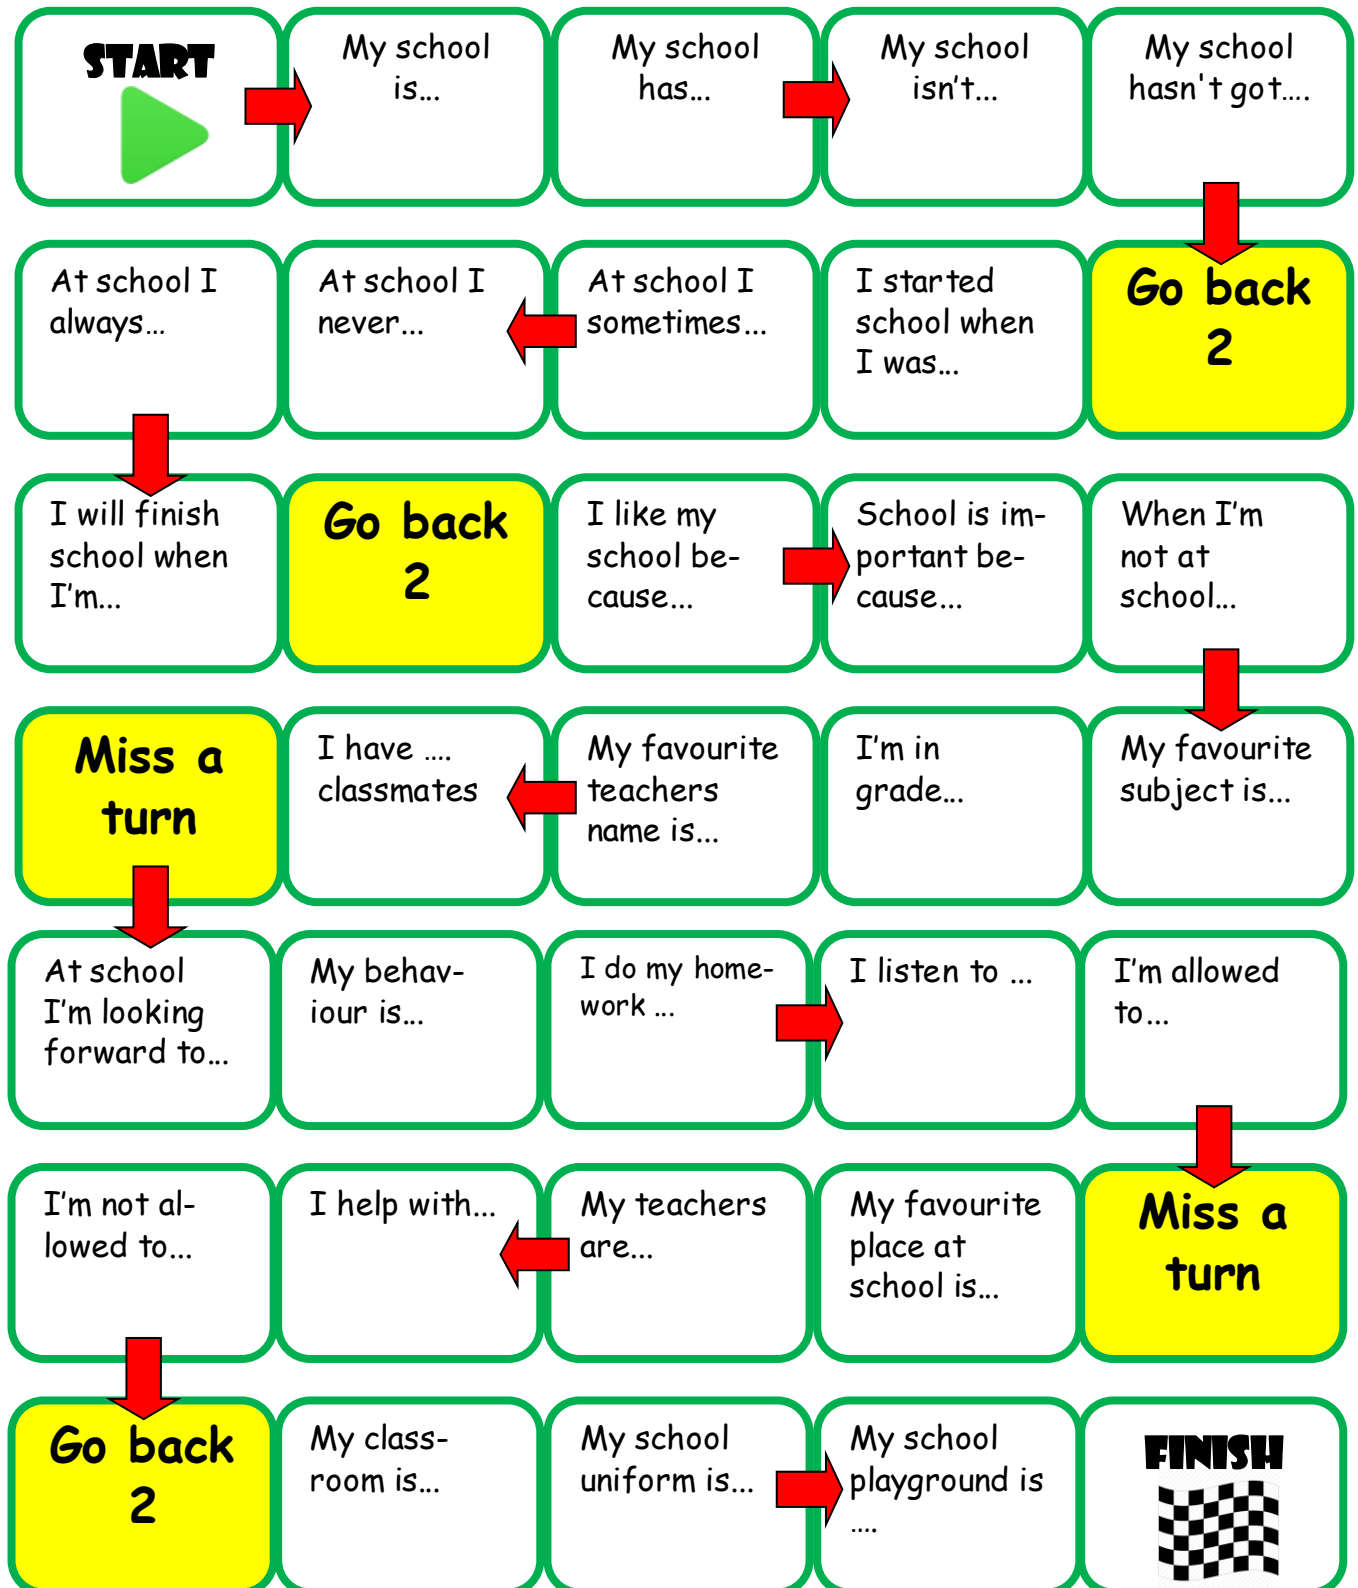 START
My school
is...
My school
has...
My school
isn't...
My school
hasn't got....
At school I
always...
At school I
never...
At school I
sometimes...
I started
school when
I was...
Go back
2
I will finish
school when
I'm...
Go back
2
I like my
school be-
cause...
School is im-
portant be-
cause...
When I'm
not at
school...
Miss a
turn
I have ....
classmates
My favourite
teachers
name is...
I'm in
grade...
My favourite
subject is...
At school
I'm looking
forward to...
My behav-
iour is...
I do my home-
work ...
I listen to ...
I'm allowed
to...
I'm not al-
lowed to...
I help with...
My teachers
are...
My favourite
place at
school is...
Miss a
turn
Go back
2
My class-
room is...
My school
uniform is...
My school
playground is
....
FINISH